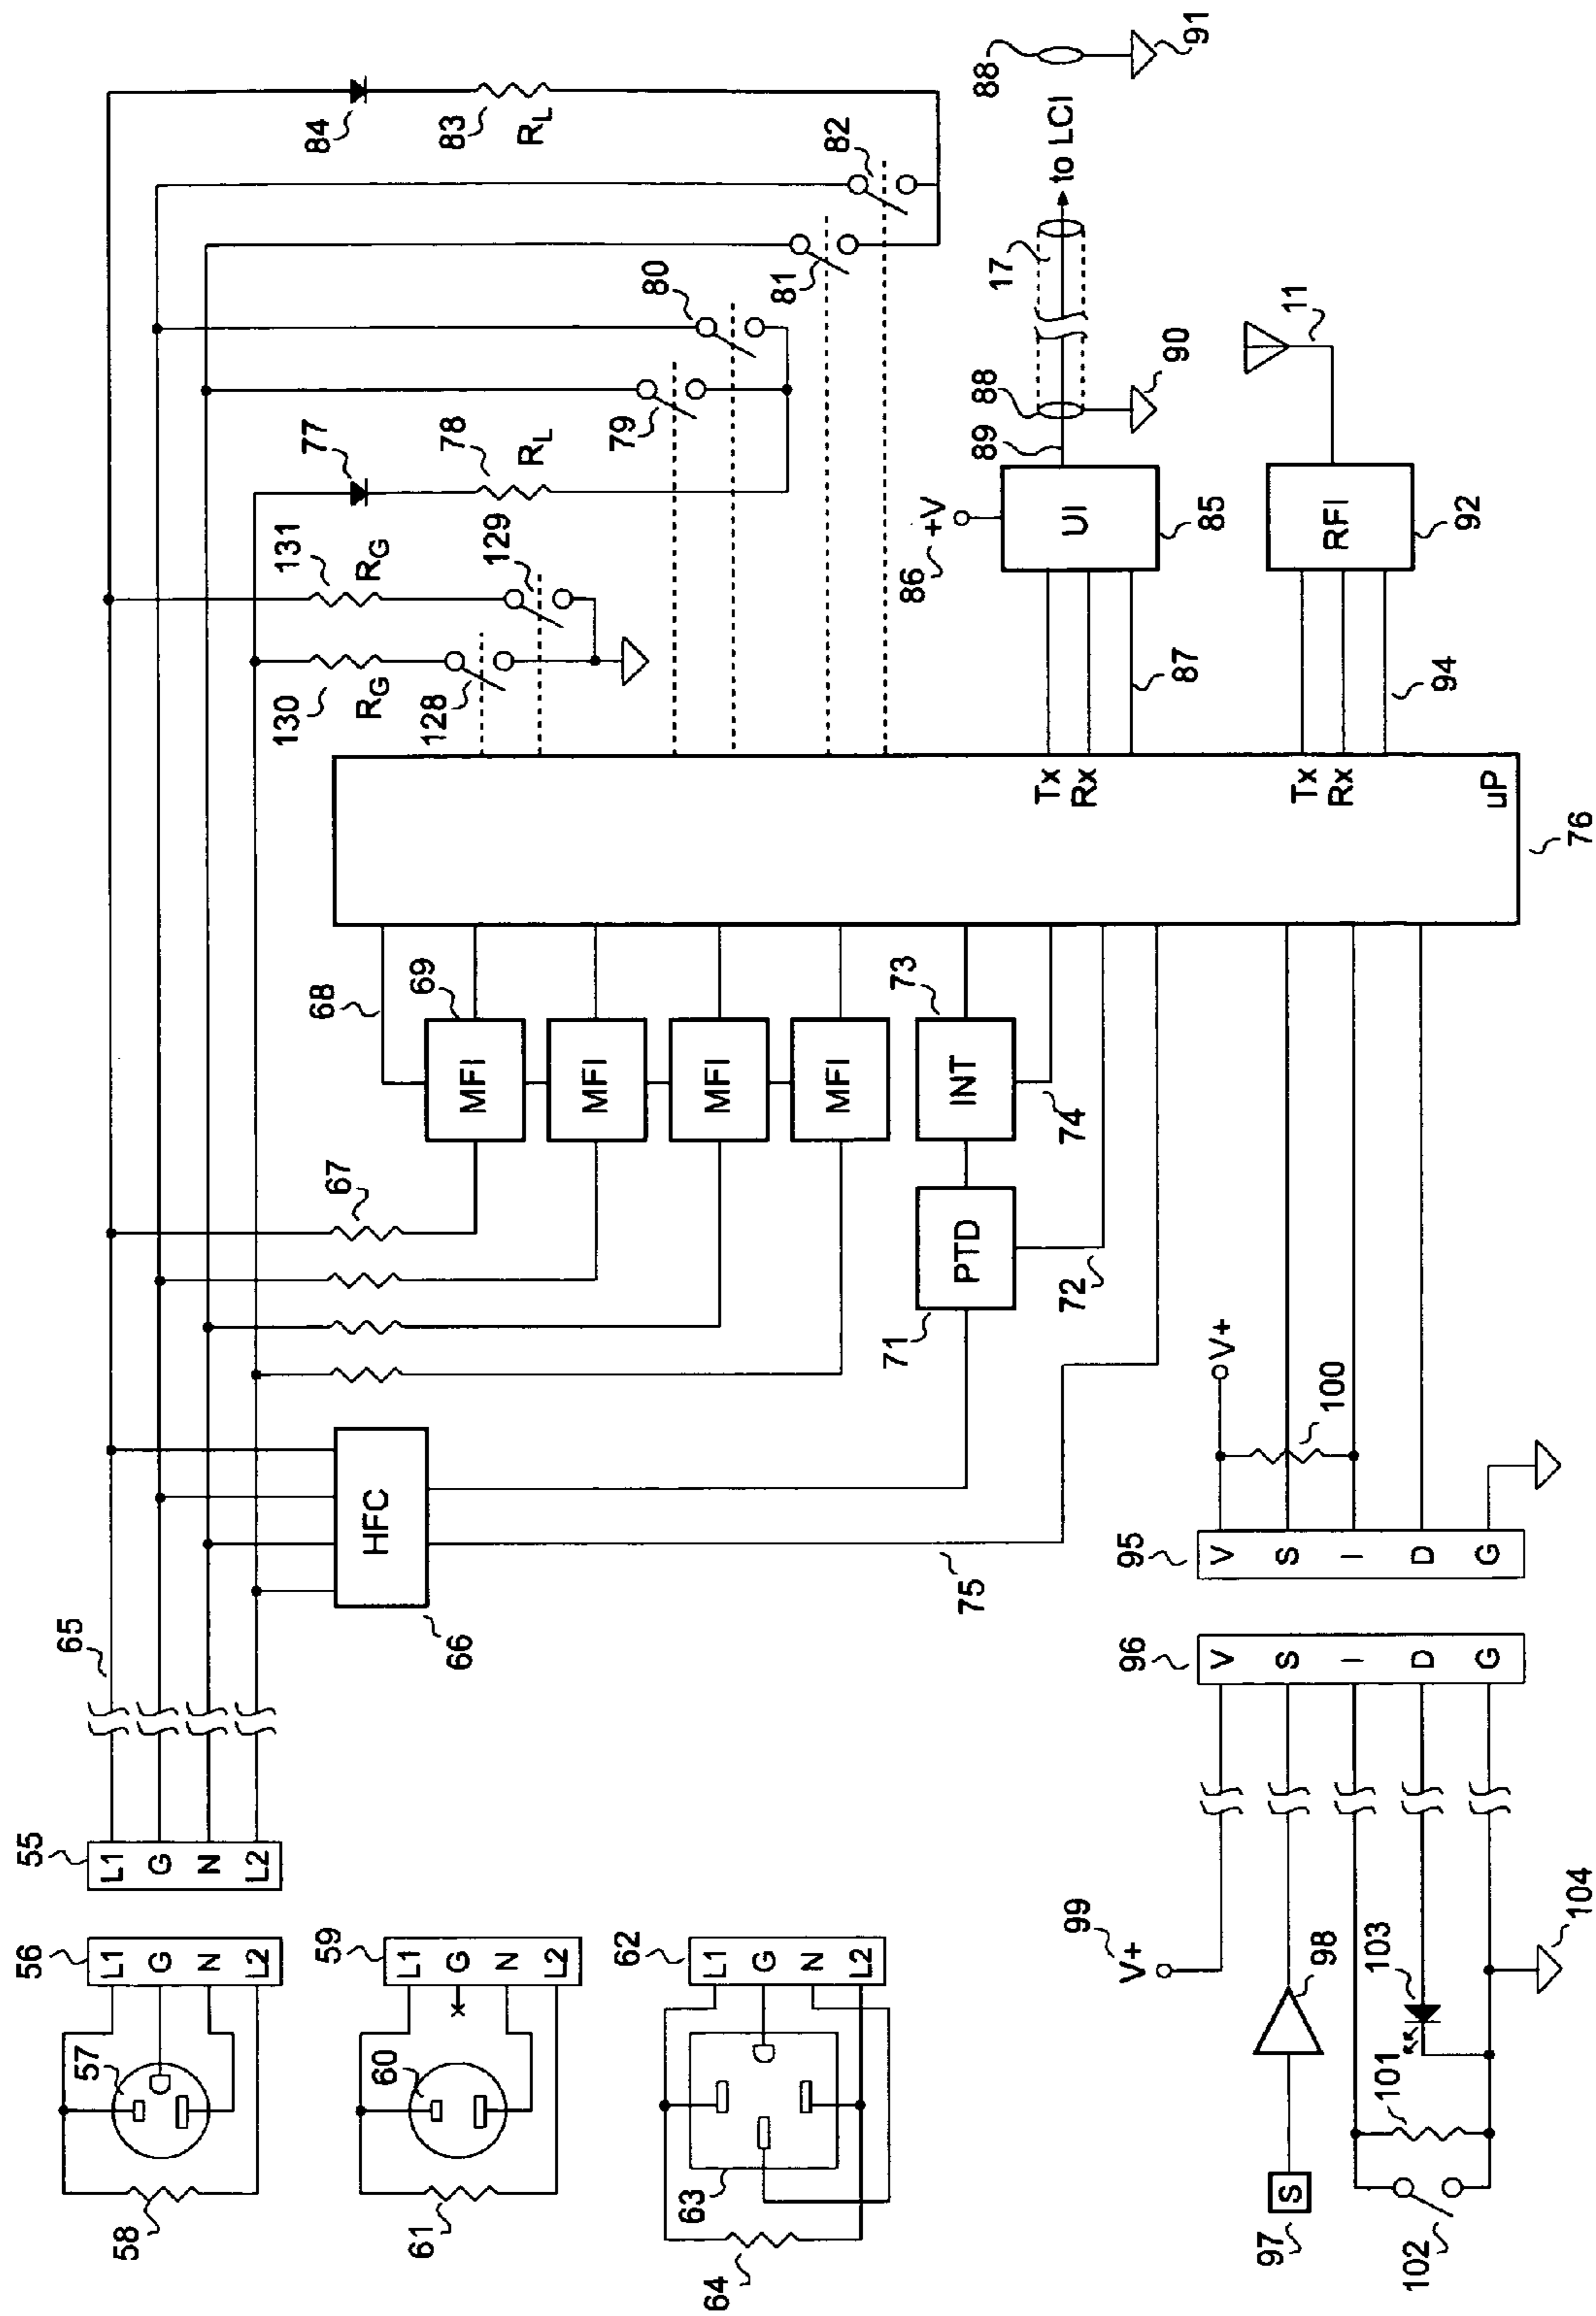 55
L1
G
N
L2
65
56
L1
G
N
L2
57
58
59
L1
G
N
L2
60
61
62
L1
G
N
L2
63
64
HFC
66
67
68
69
MFI
MFI
MFI
MFI
73
INT
74
71
PTD
72
75
76
uP
Tx
Rx
Tx
Rx
130
RG
128
131
RG
129
77
78
RL
79
80
81
82
84
83
RL
86
+V
UI
85
87
89
88
90
17
to LCI
88
91
RFI
92
94
11
95
V
S
I
D
G
V+
100
96
V
S
I
D
G
99
V+
98
S
97
103
101
102
104